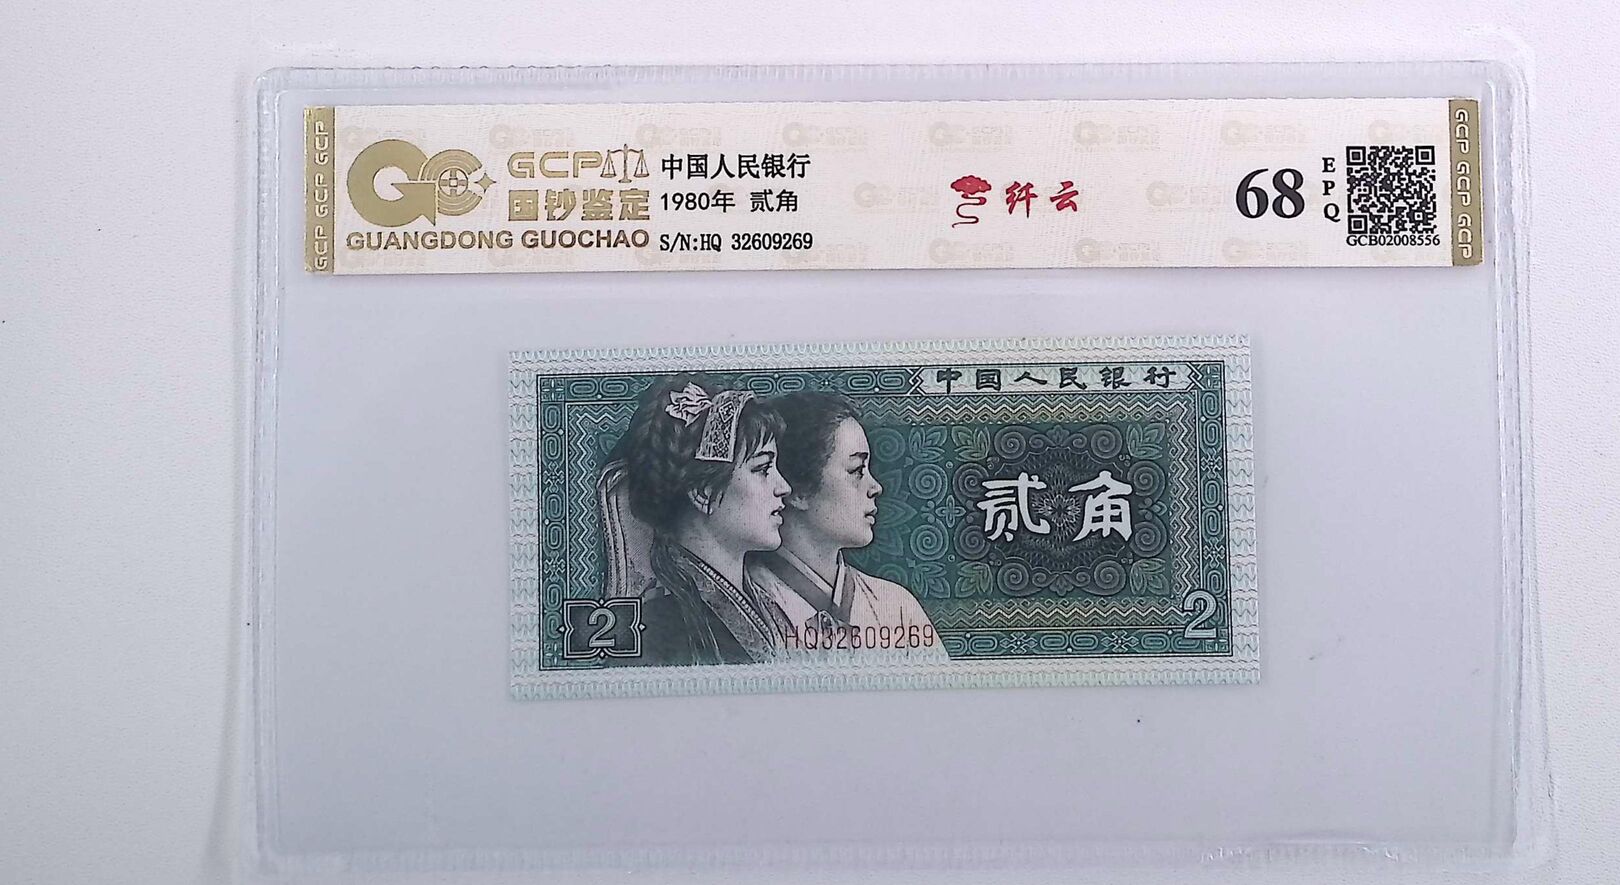 GCP GCP GCP
GCP
国钞鉴定
GUANGDONG GUOCHAO
中国人民银行
1980年 贰角
S/N:HQ 32609269
纤云
68
EPQ
GCB02008556
GCP GCP GCP
中国人民银行
贰角
2
2
HQ32609269